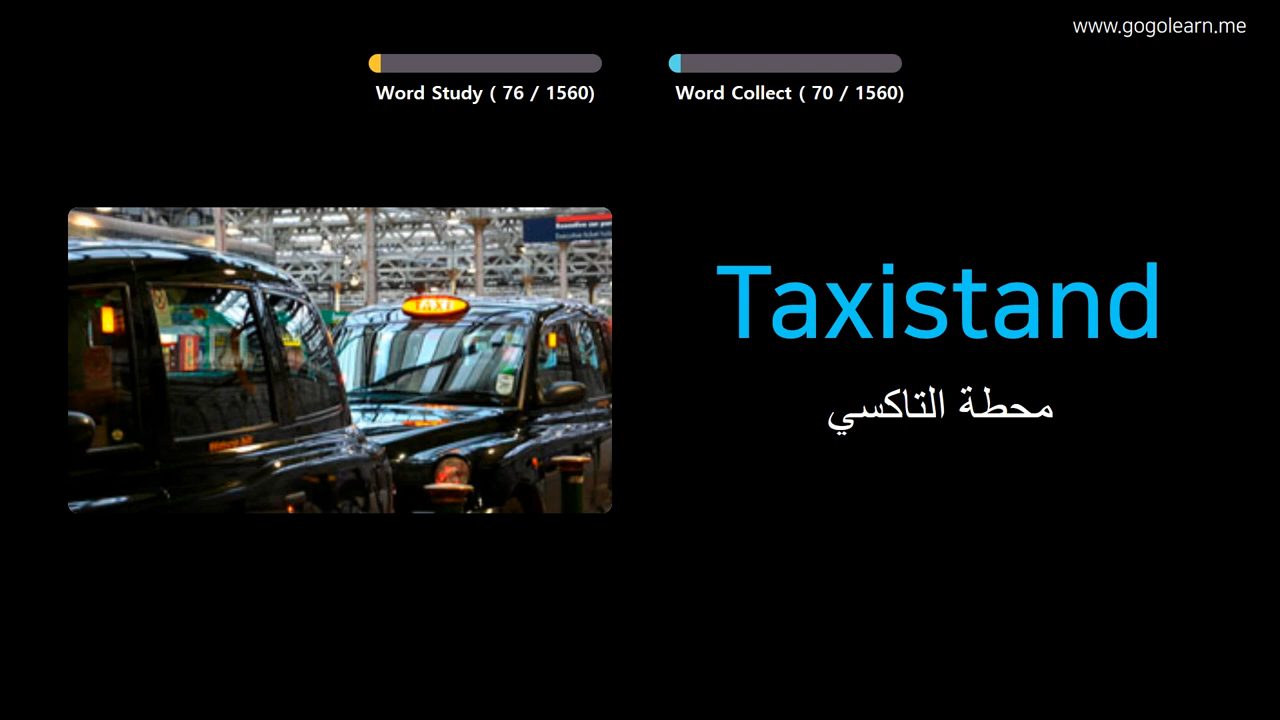 www.gogolearn.me
Word Study ( 76 / 1560)
Word Collect ( 70 / 1560)
TAXI
Taxistand
محطة التاكسي